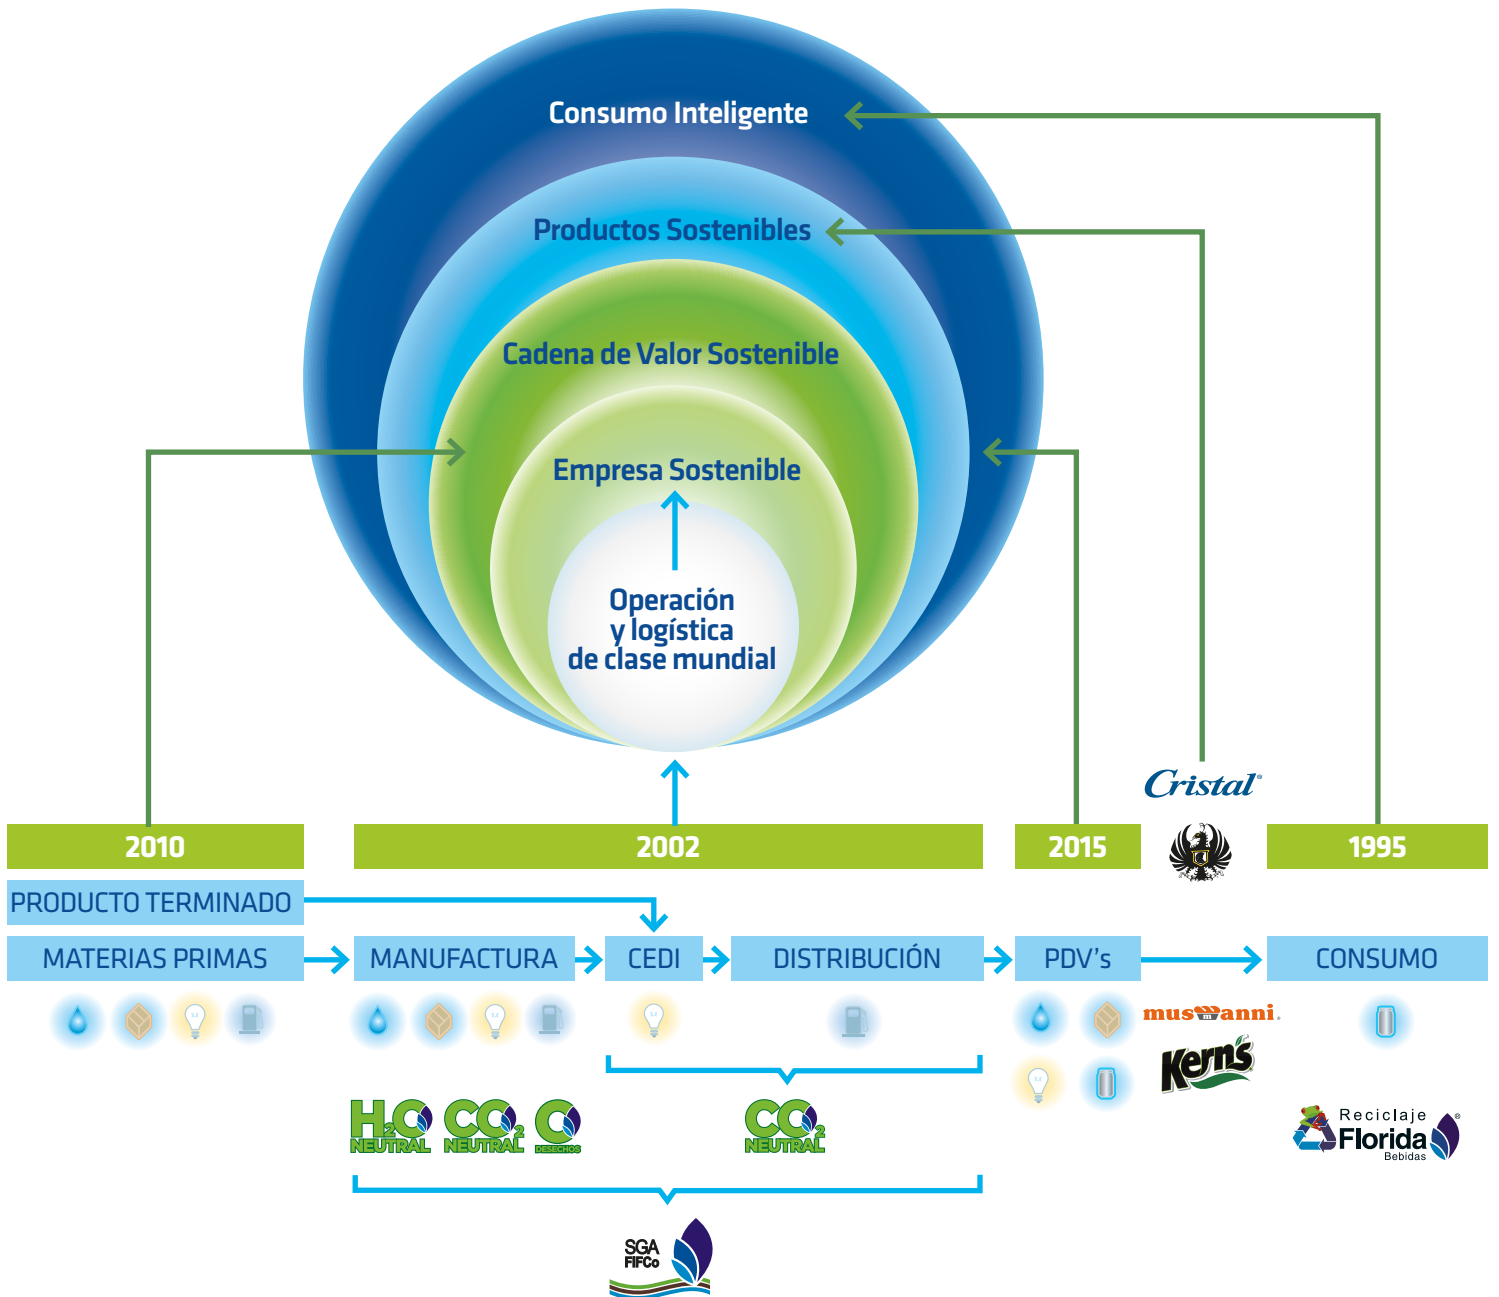 Consumo Inteligente
Productos Sostenibles
Cadena de Valor Sostenible
Empresa Sostenible
Operación
y logística
de clase mundial
Cristal®
2010
2002
2015
1995
PRODUCTO TERMINADO
MATERIAS PRIMAS
MANUFACTURA
CEDI
DISTRIBUCIÓN
PDV's
CONSUMO
musmanni®
Kern's
H2O
NEUTRAL
CO2
NEUTRAL
O
DESECHOS
CO2
NEUTRAL
Reciclaje
Florida®
Bebidas
SGA
FIFCo